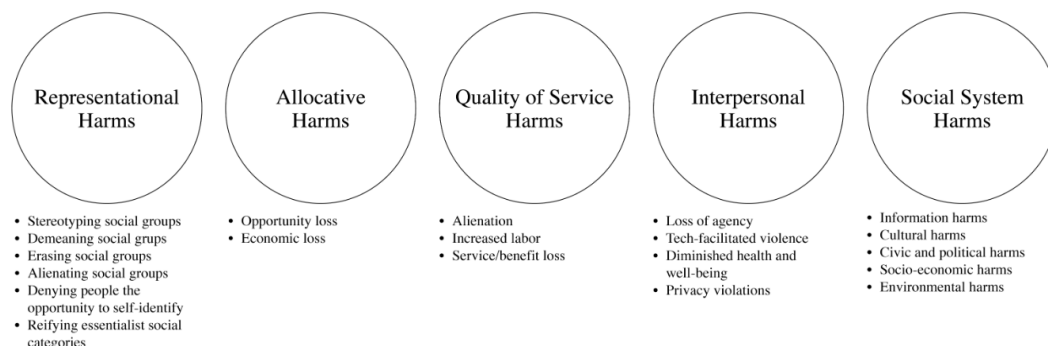 Representational
Harms
Allocative
Harms
Quality of Service
Harms
Interpersonal
Harms
Social System
Harms
• Stereotyping social groups
• Demeaning social grups
• Erasing social groups
• Alienating social groups
• Denying people the
opportunity to self-identify
• Reifying essentialist social
categories
• Opportunity loss
• Economic loss
• Alienation
• Increased labor
• Service/benefit loss
• Loss of agency
• Tech-facilitated violence
• Diminished health and
well-being
• Privacy violations
• Information harms
• Cultural harms
• Civic and political harms
• Socio-economic harms
• Environmental harms